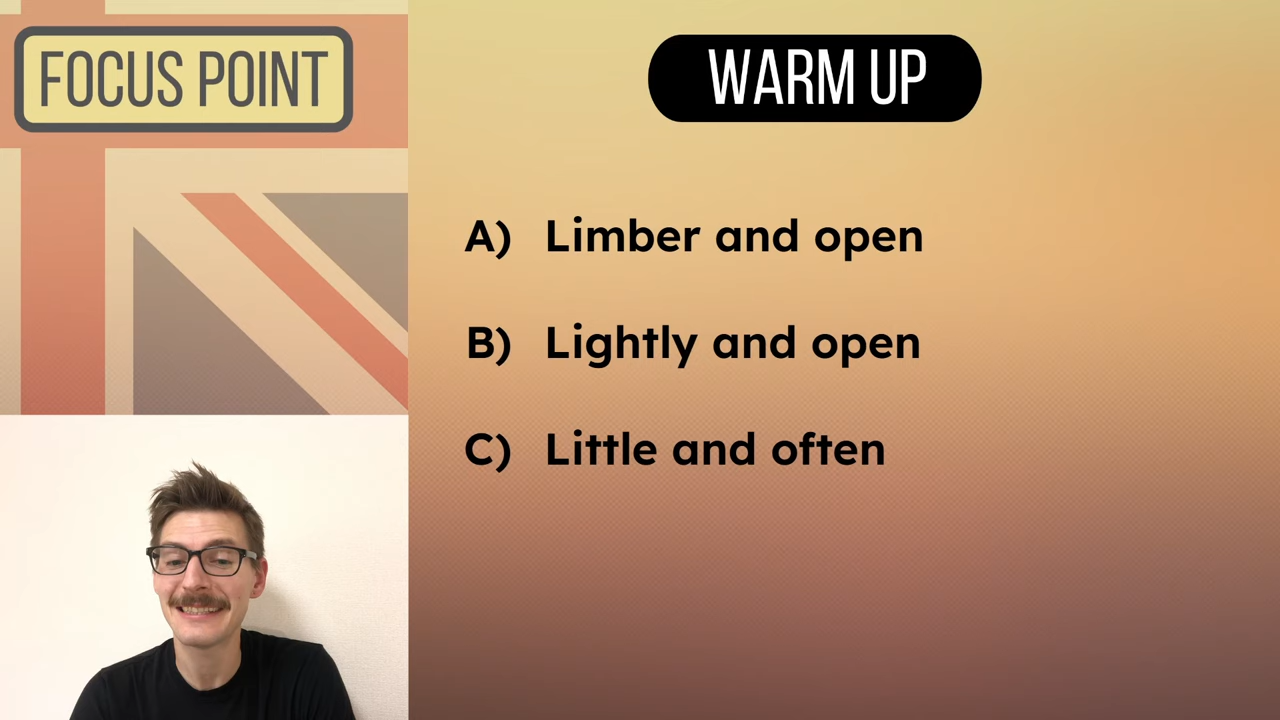 FOCUS POINT
WARM UP
A) Limber and open
B) Lightly and open
C) Little and often